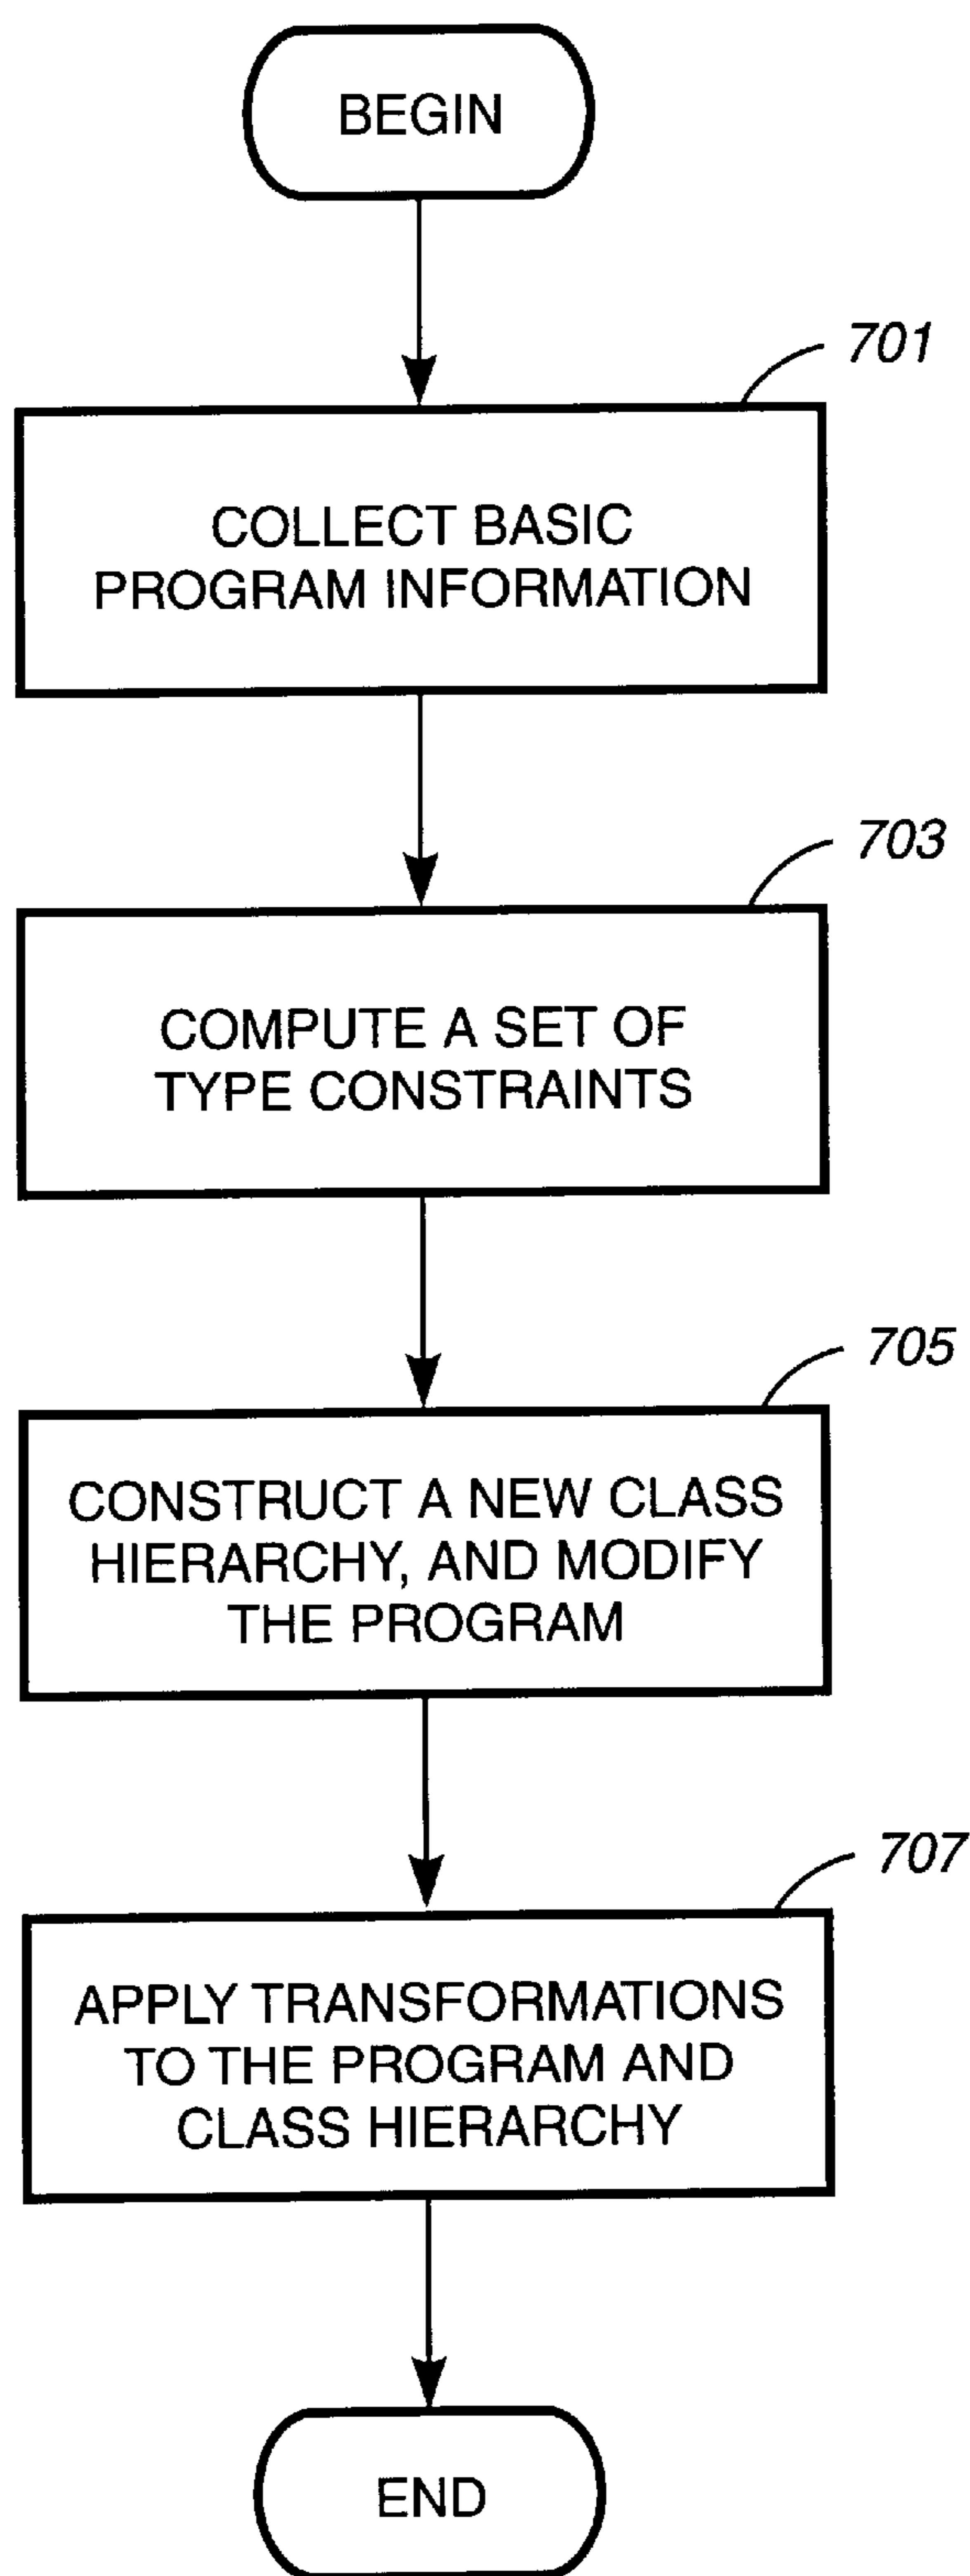 BEGIN
701
COLLECT BASIC
PROGRAM INFORMATION
703
COMPUTE A SET OF
TYPE CONSTRAINTS
705
CONSTRUCT A NEW CLASS
HIERARCHY, AND MODIFY
THE PROGRAM
707
APPLY TRANSFORMATIONS
TO THE PROGRAM AND
CLASS HIERARCHY
END